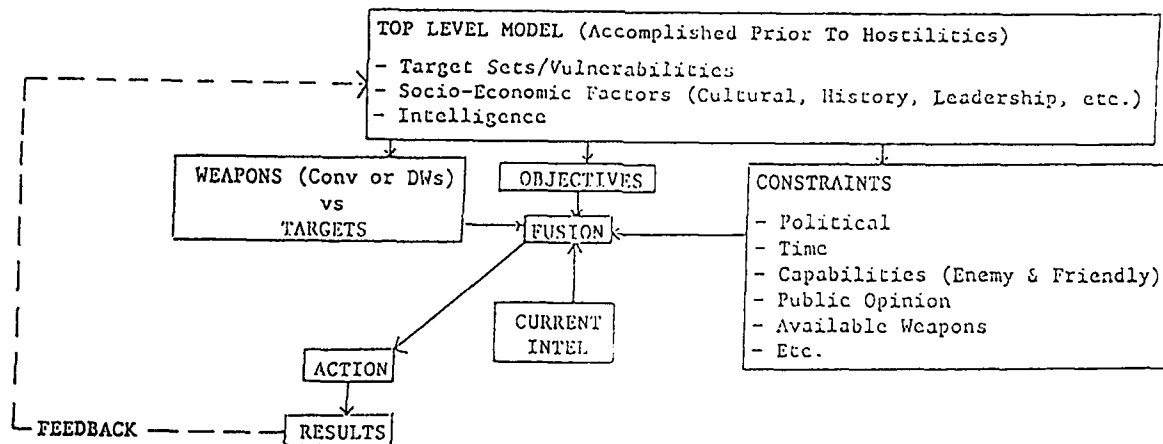 TOP LEVEL MODEL (Accomplished Prior To Hostilities)
- Target Sets/Vulnerabilities
- Socio-Economic Factors (Cultural, History, Leadership, etc.)
- Intelligence
WEAPONS (Conv or DWs)
vs
TARGETS
OBJECTIVES
FUSION
CURRENT
INTEL
CONSTRAINTS
- Political
- Time
- Capabilities (Enemy & Friendly)
- Public Opinion
- Available Weapons
- Etc.
ACTION
RESULTS
FEEDBACK